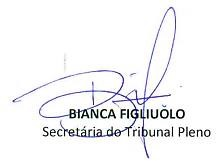 BIANCA FIGLIUOLO
Secretária do Tribunal Pleno